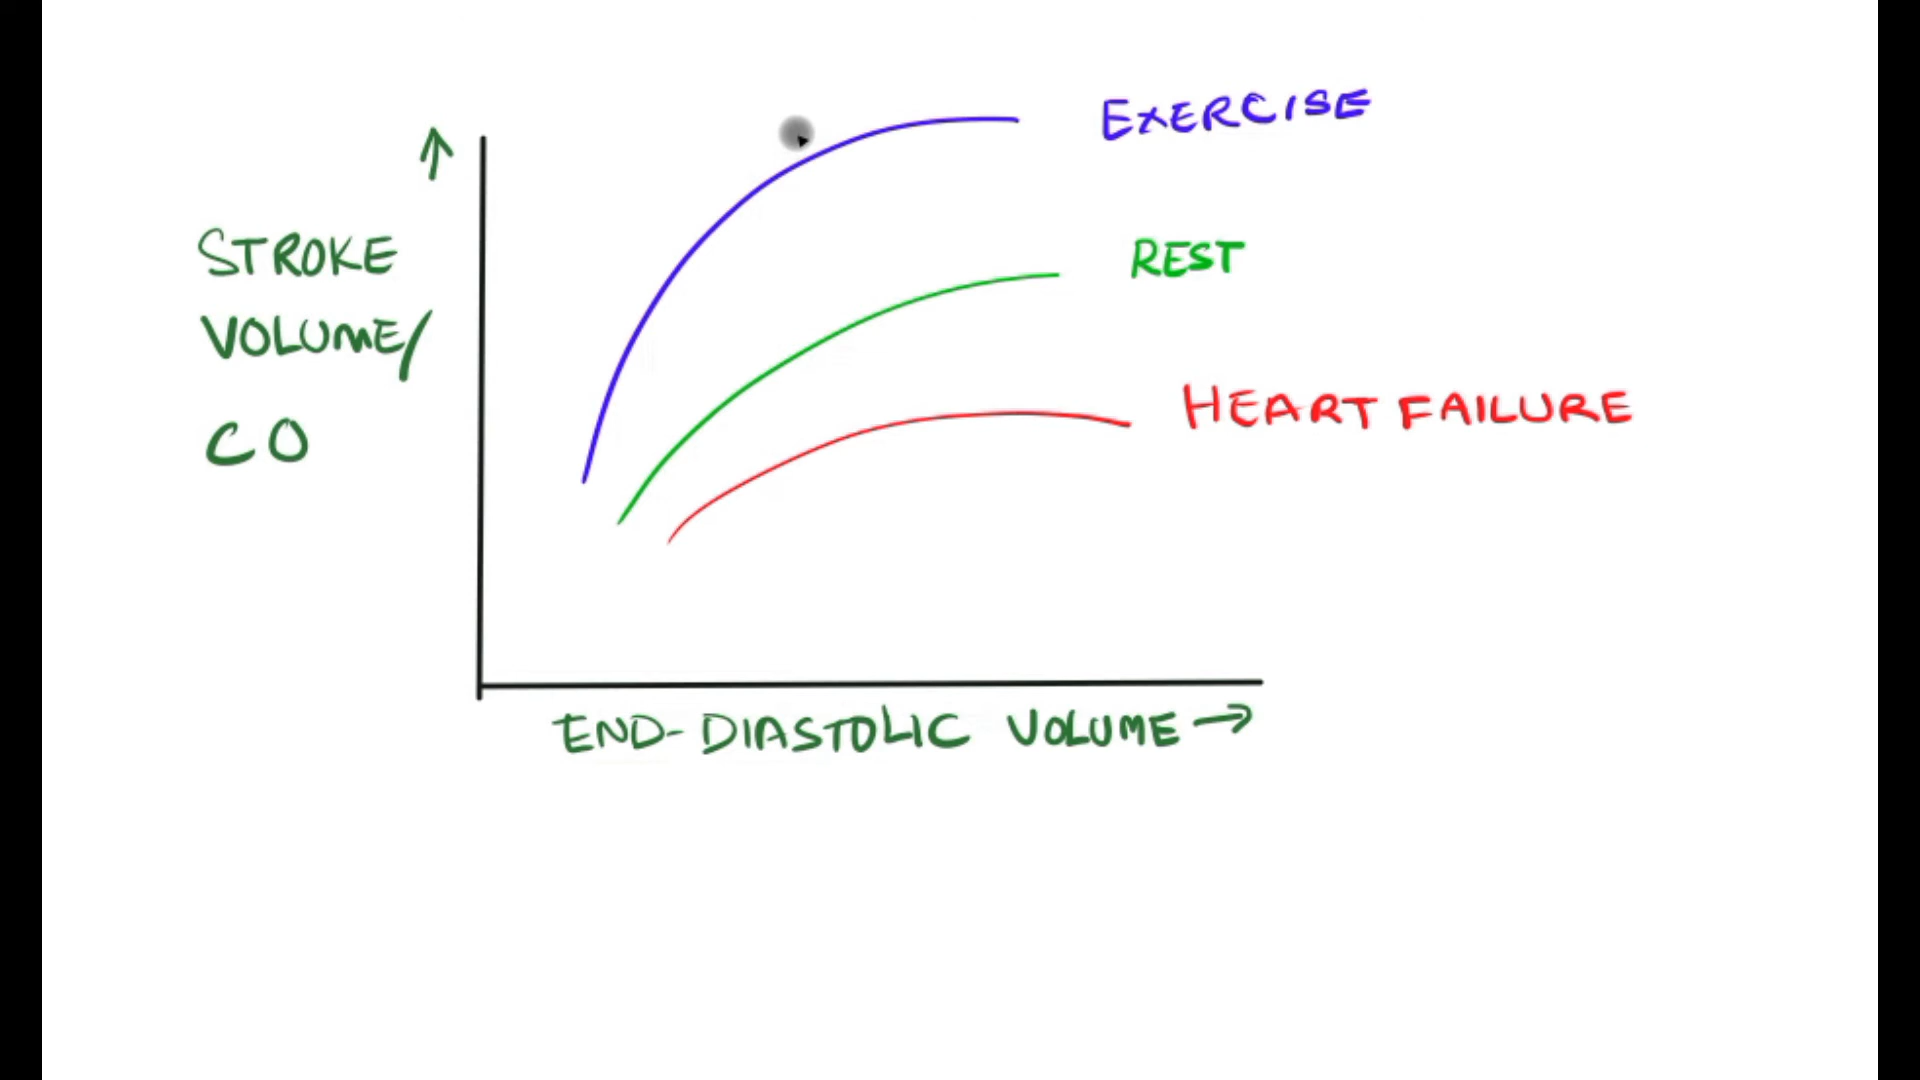 EXERCISE
STROKE
VOLUME/
CO
REST
HEART FAILURE
END-DIASTOLIC VOLUME →